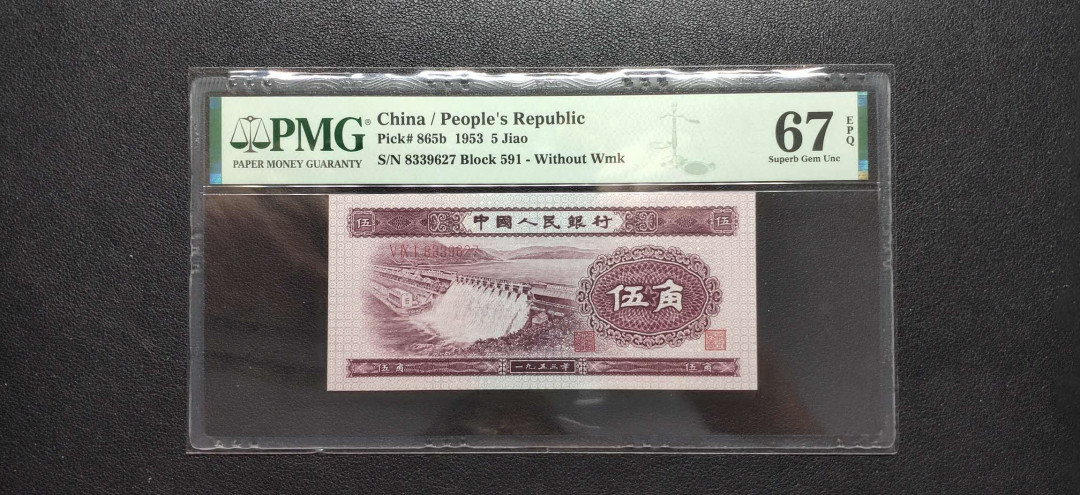 PMG®
PAPER MONEY GUARANTY
China / People's Republic
Pick# 865b 1953 5 Jiao
S/N 8339627 Block 591 - Without Wmk
67 EPQ
Superb Gem Unc
伍 中國人民銀行 伍
V IX I 8339627
伍角
伍角 一九五三年 伍角